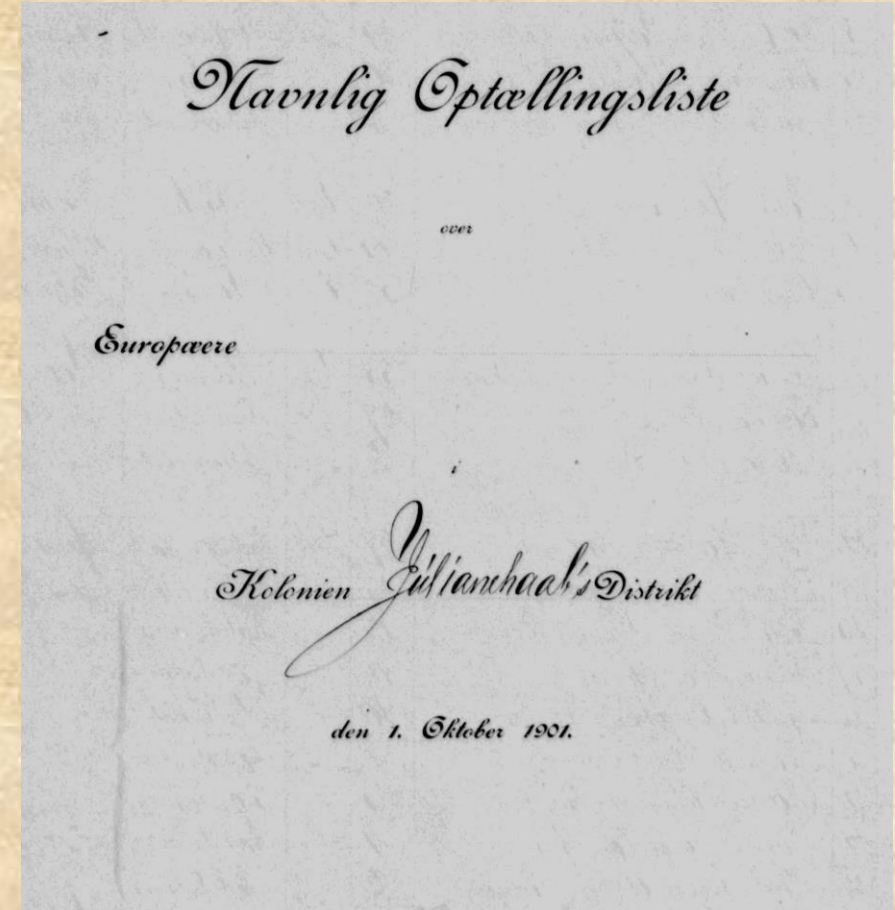 Navnlig Optællingsliste
over
Europæere
i
Kolonien Julianehaab's Distrikt
den 1. Oktober 1901.